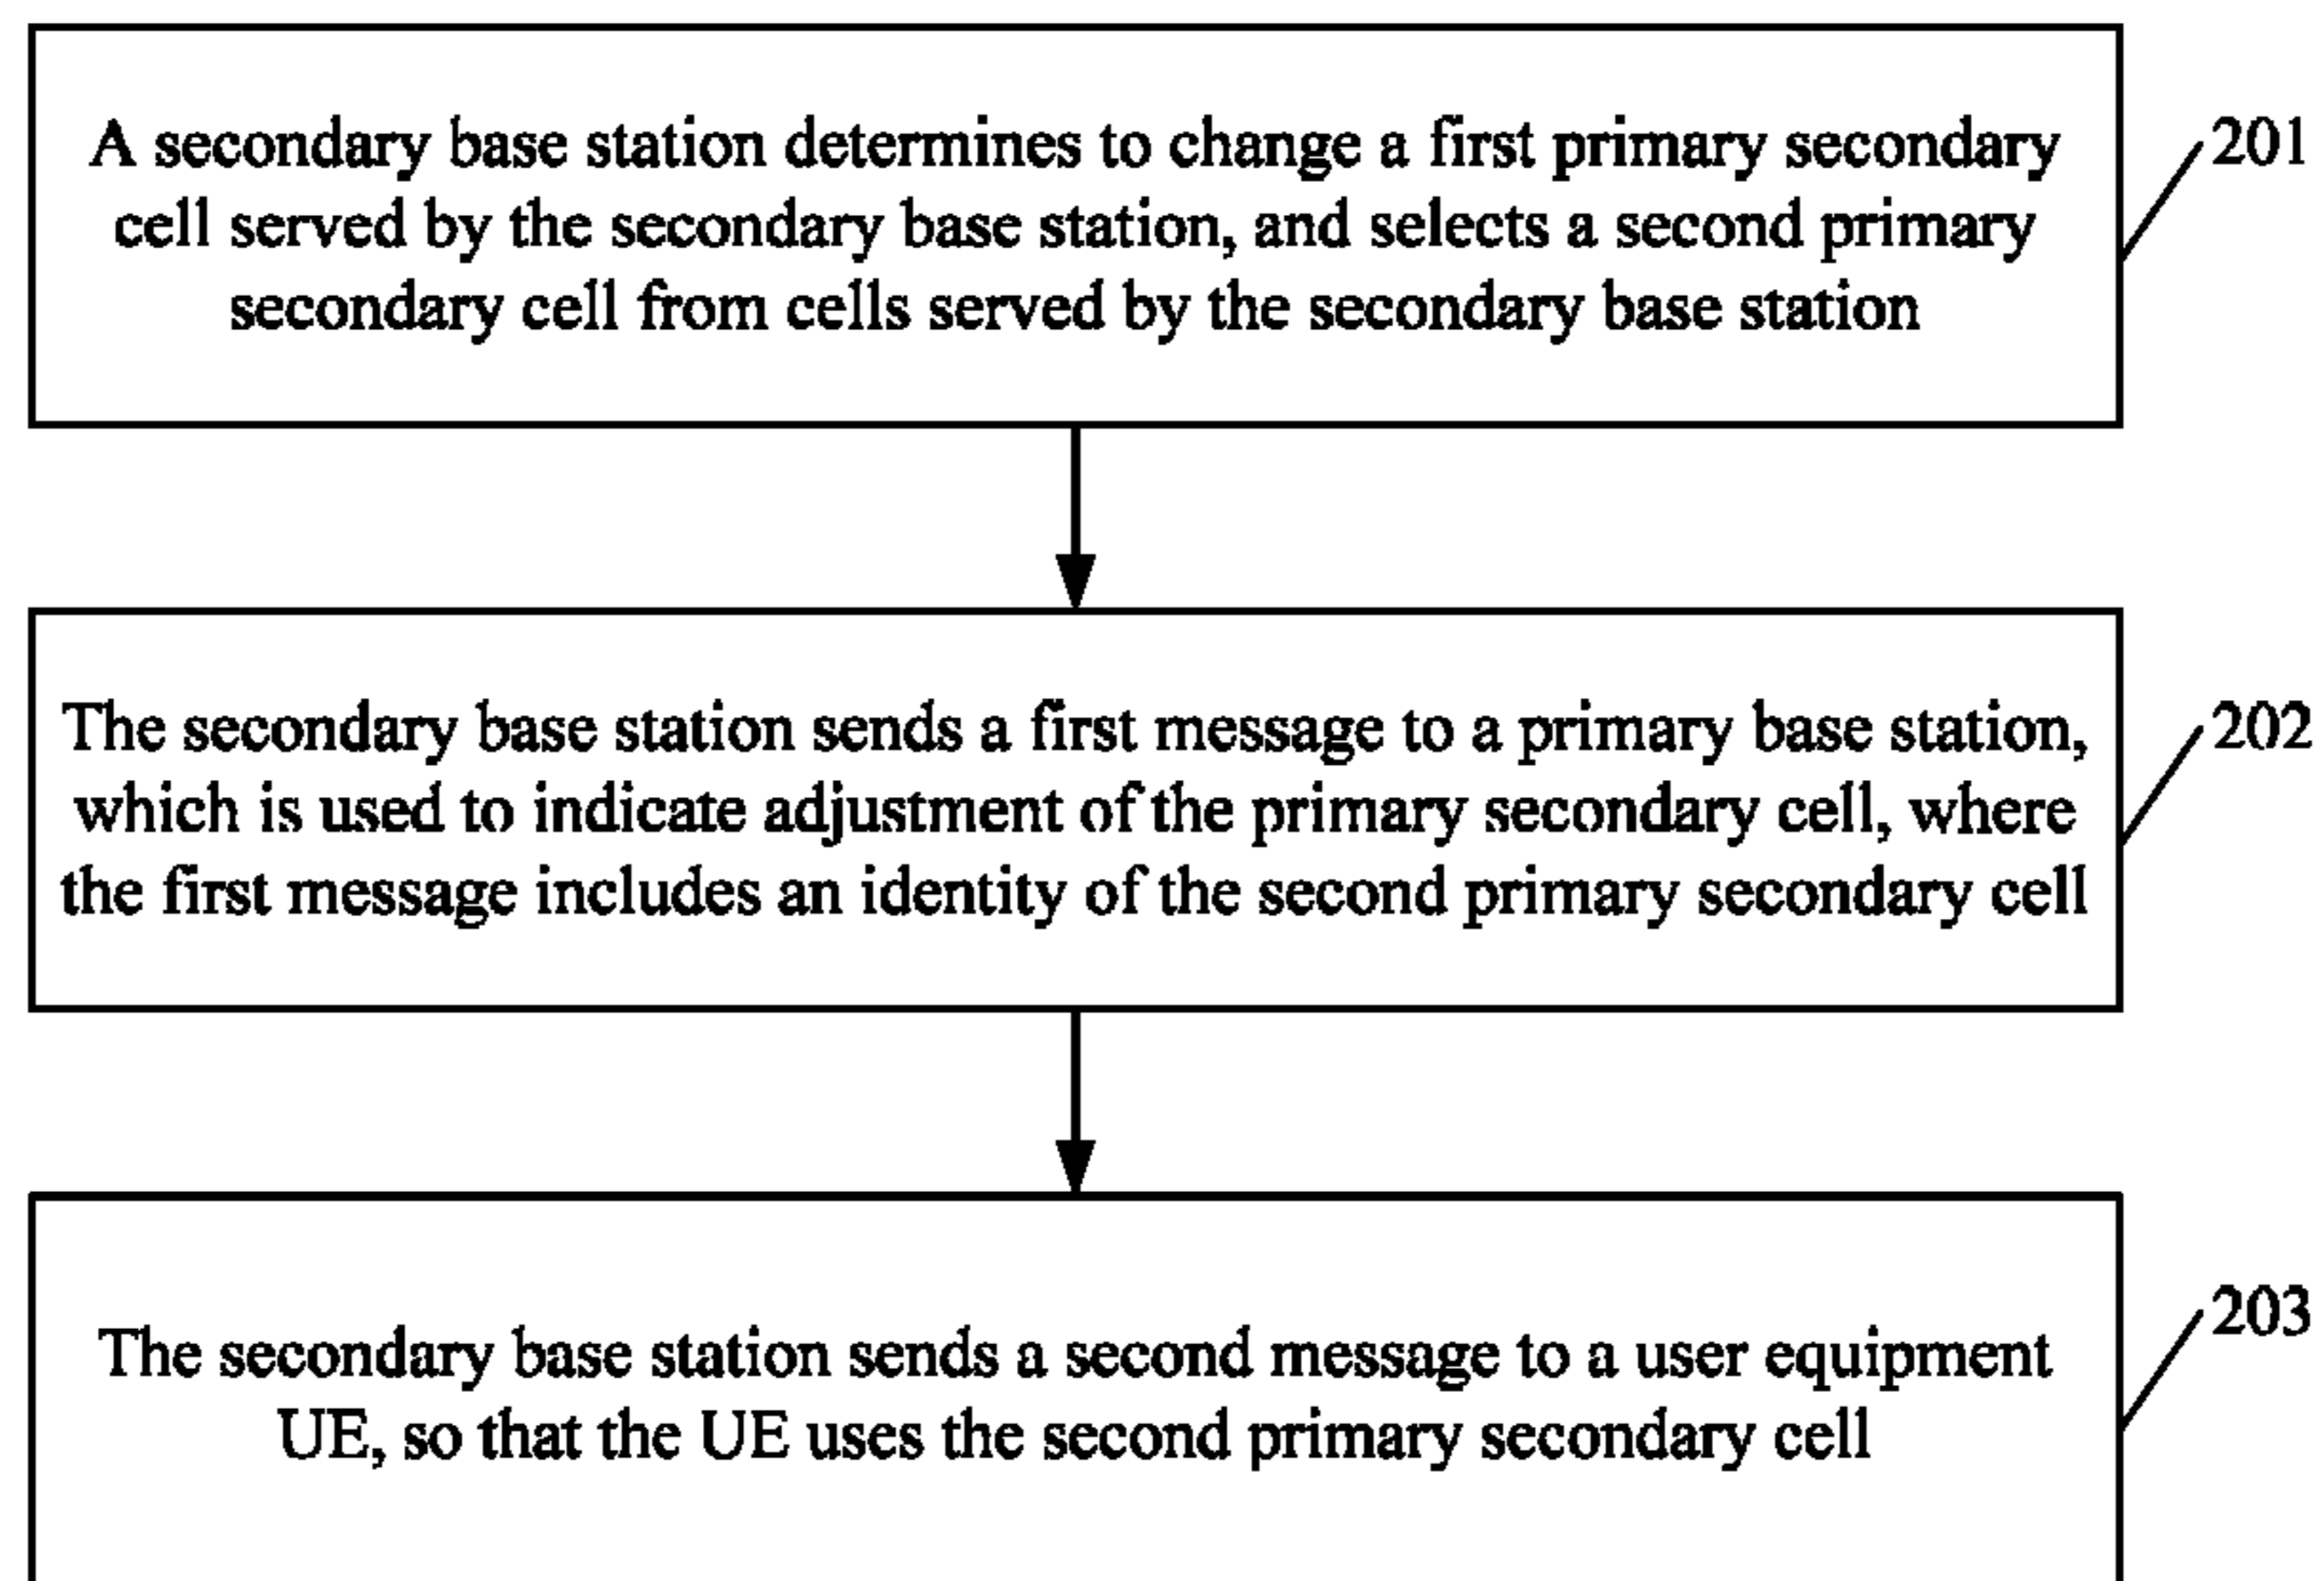 A secondary base station determines to change a first primary secondary
cell served by the secondary base station, and selects a second primary
secondary cell from cells served by the secondary base station
201
The secondary base station sends a first message to a primary base station,
which is used to indicate adjustment of the primary secondary cell, where
the first message includes an identity of the second primary secondary cell
202
The secondary base station sends a second message to a user equipment
UE, so that the UE uses the second primary secondary cell
203